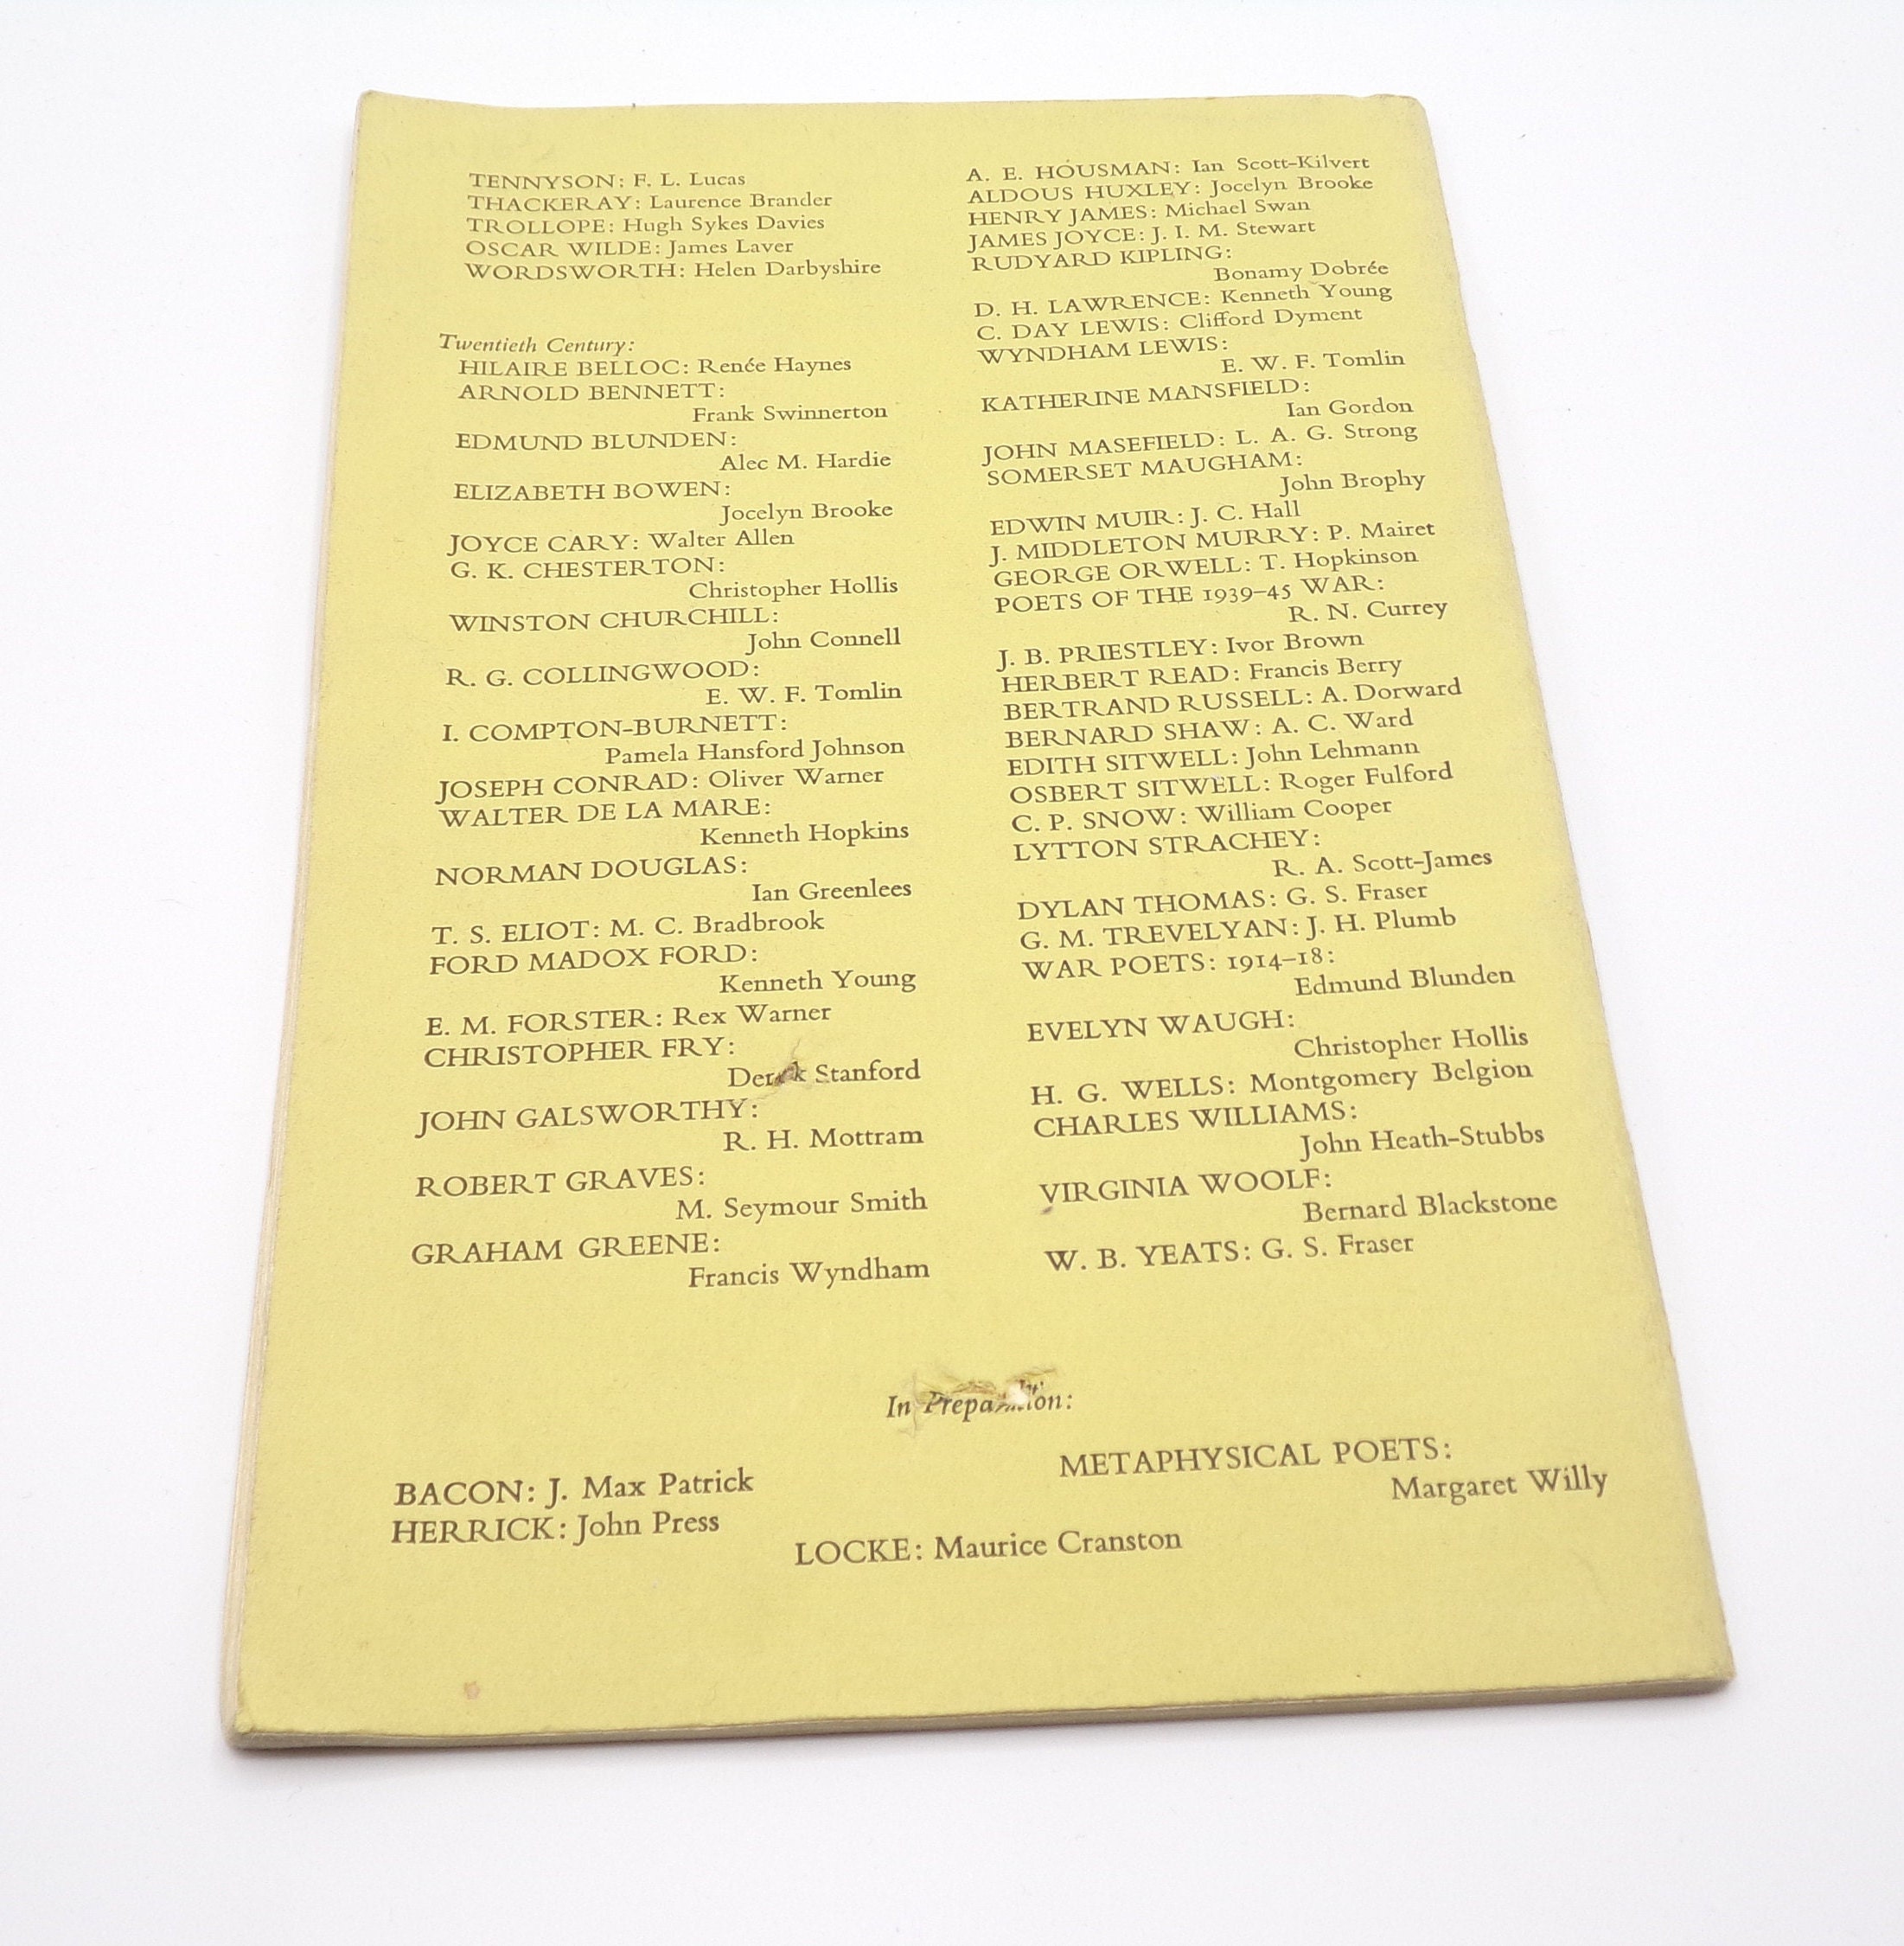 TENNYSON: F. L. Lucas
THACKERAY: Laurence Brander
TROLLOPE: Hugh Sykes Davies
OSCAR WILDE: James Laver
WORDSWORTH: Helen Darbyshire
Twentieth Century:
HILAIRE BELLOC: Renée Haynes
ARNOLD BENNETT:
Frank Swinnerton
EDMUND BLUNDEN:
Alec M. Hardie
ELIZABETH BOWEN:
Jocelyn Brooke
JOYCE CARY: Walter Allen
G. K. CHESTERTON:
Christopher Hollis
WINSTON CHURCHILL:
John Connell
R. G. COLLINGWOOD:
E. W. F. Tomlin
I. COMPTON-BURNETT:
Pamela Hansford Johnson
JOSEPH CONRAD: Oliver Warner
WALTER DE LA MARE:
Kenneth Hopkins
NORMAN DOUGLAS:
Ian Greenlees
T. S. ELIOT: M. C. Bradbrook
FORD MADOX FORD:
Kenneth Young
E. M. FORSTER: Rex Warner
CHRISTOPHER FRY:
Derek Stanford
JOHN GALSWORTHY:
R. H. Mottram
ROBERT GRAVES:
M. Seymour Smith
GRAHAM GREENE:
Francis Wyndham
A. E. HOUSMAN: Ian Scott-Kilvert
ALDOUS HUXLEY: Jocelyn Brooke
HENRY JAMES: Michael Swan
JAMES JOYCE: J. I. M. Stewart
RUDYARD KIPLING:
Bonamy Dobrée
D. H. LAWRENCE: Kenneth Young
C. DAY LEWIS: Clifford Dyment
WYNDHAM LEWIS:
E. W. F. Tomlin
KATHERINE MANSFIELD:
Ian Gordon
JOHN MASEFIELD: L. A. G. Strong
SOMERSET MAUGHAM:
John Brophy
EDWIN MUIR: J. C. Hall
J. MIDDLETON MURRY: P. Mairet
GEORGE ORWELL: T. Hopkinson
POETS OF THE 1939–45 WAR:
R. N. Currey
J. B. PRIESTLEY: Ivor Brown
HERBERT READ: Francis Berry
BERTRAND RUSSELL: A. Dorward
BERNARD SHAW: A. C. Ward
EDITH SITWELL: John Lehmann
OSBERT SITWELL: Roger Fulford
C. P. SNOW: William Cooper
LYTTON STRACHEY:
R. A. Scott-James
DYLAN THOMAS: G. S. Fraser
G. M. TREVELYAN: J. H. Plumb
WAR POETS: 1914–18:
Edmund Blunden
EVELYN WAUGH:
Christopher Hollis
H. G. WELLS: Montgomery Belgion
CHARLES WILLIAMS:
John Heath-Stubbs
VIRGINIA WOOLF:
Bernard Blackstone
W. B. YEATS: G. S. Fraser
In Preparation:
BACON: J. Max Patrick
HERRICK: John Press
METAPHYSICAL POETS:
Margaret Willy
LOCKE: Maurice Cranston